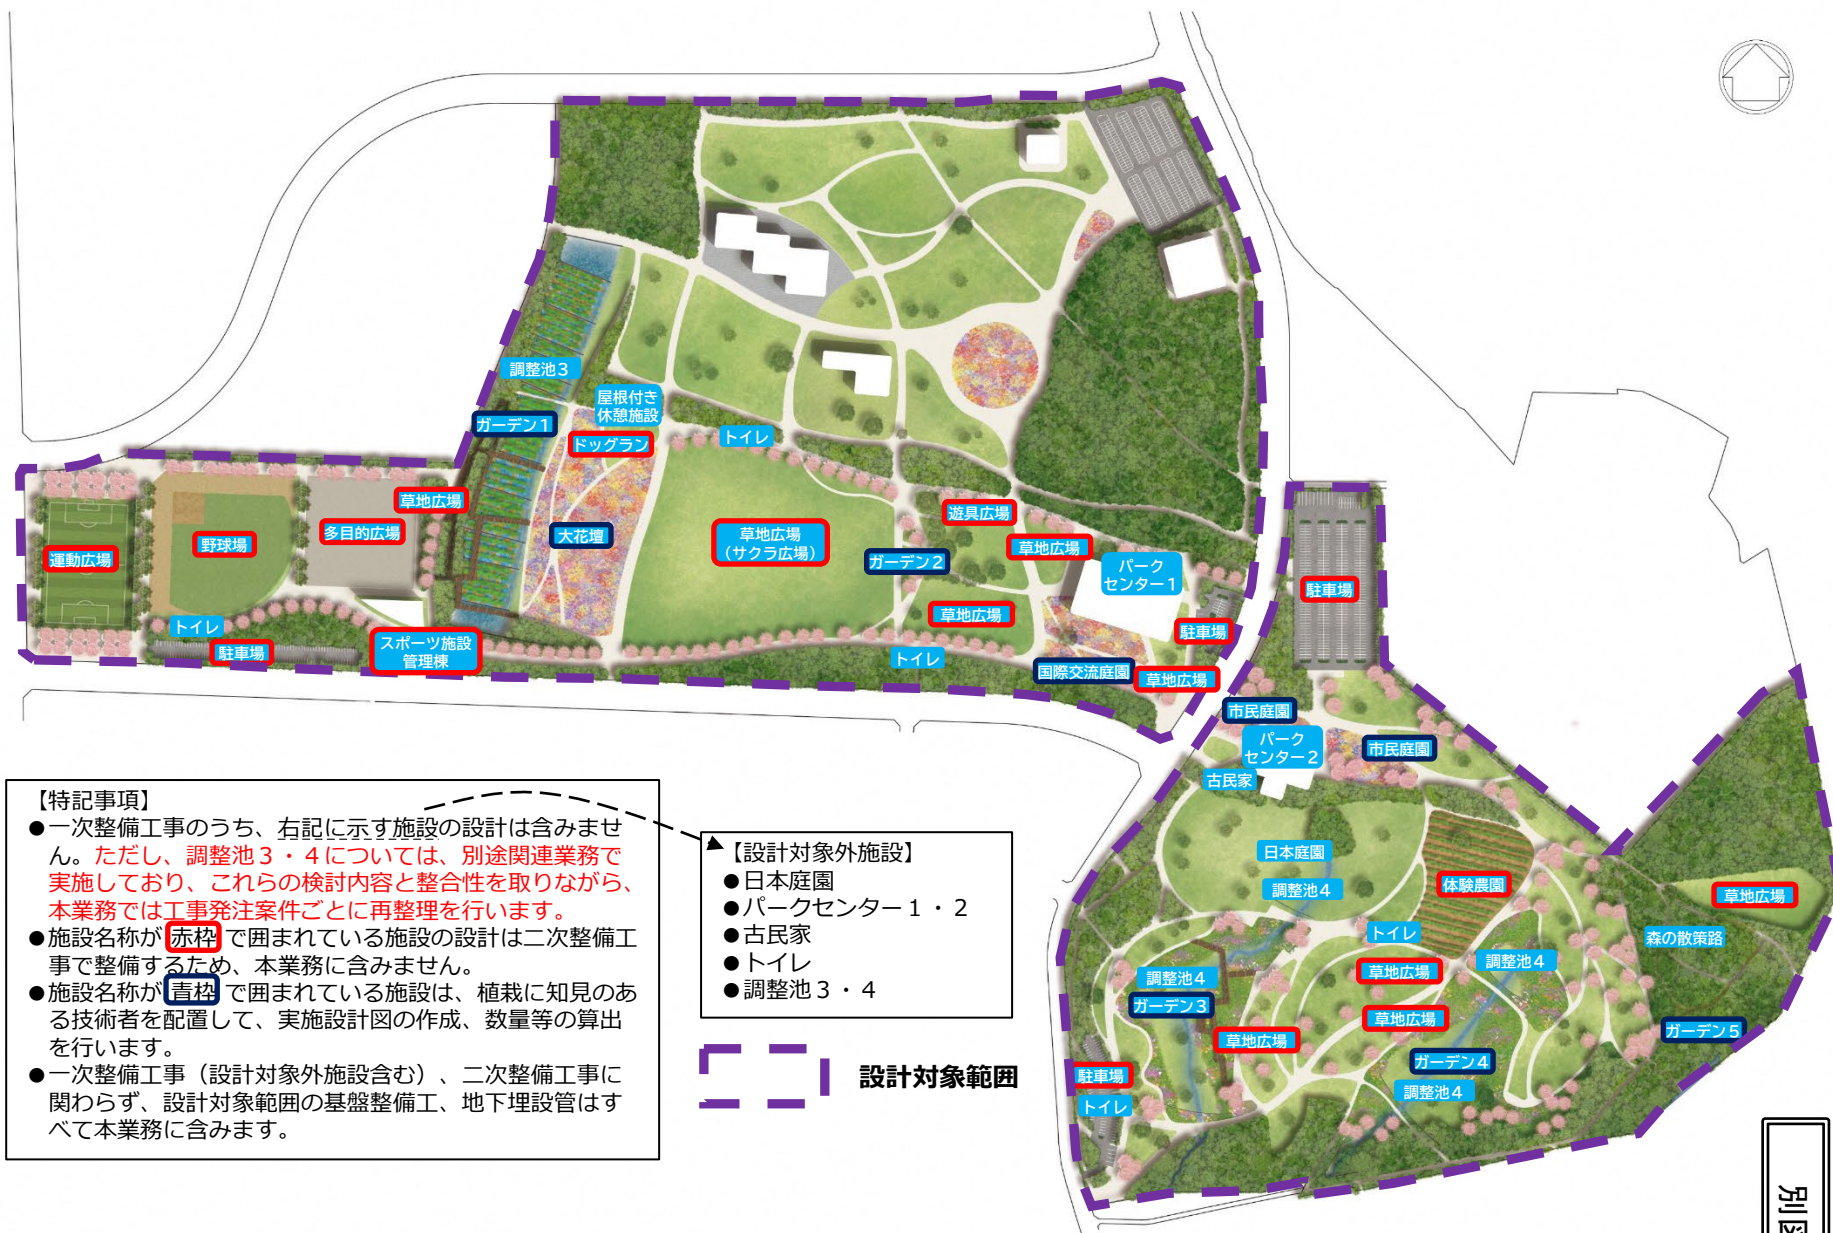 調整池3
ガーデン1
屋根付き
休憩施設
ドッグラン
トイレ
草地広場
大花壇
運動広場
野球場
多目的広場
トイレ
駐車場
スポーツ施設
管理棟
草地広場
（サクラ広場）
遊具広場
草地広場
ガーデン2
草地広場
パーク
センター1
駐車場
トイレ
国際交流庭園
草地広場
駐車場
市民庭園
パーク
センター2
市民庭園
古民家
日本庭園
調整池4
体験農園
草地広場
トイレ
森の散策路
調整池4
草地広場
調整池4
ガーデン3
草地広場
草地広場
ガーデン5
ガーデン4
調整池4
駐車場
トイレ
【特記事項】
●一次整備工事のうち、右記に示す施設の設計は含みませ
ん。ただし、調整池3・4については、別途関連業務で
実施しており、これらの検討内容と整合性を取りながら、
本業務では工事発注案件ごとに再整理を行います。
●施設名称が赤枠で囲まれている施設の設計は二次整備工
事で整備するため、本業務に含みません。
●施設名称が青枠で囲まれている施設は、植栽に知見のあ
る技術者を配置して、実施設計図の作成、数量等の算出
を行います。
●一次整備工事（設計対象外施設含む）、二次整備工事に
関わらず、設計対象範囲の基盤整備工、地下埋設管はす
べて本業務に含みます。
【設計対象外施設】
●日本庭園
●パークセンター1・2
●古民家
●トイレ
●調整池3・4
設計対象範囲
別図